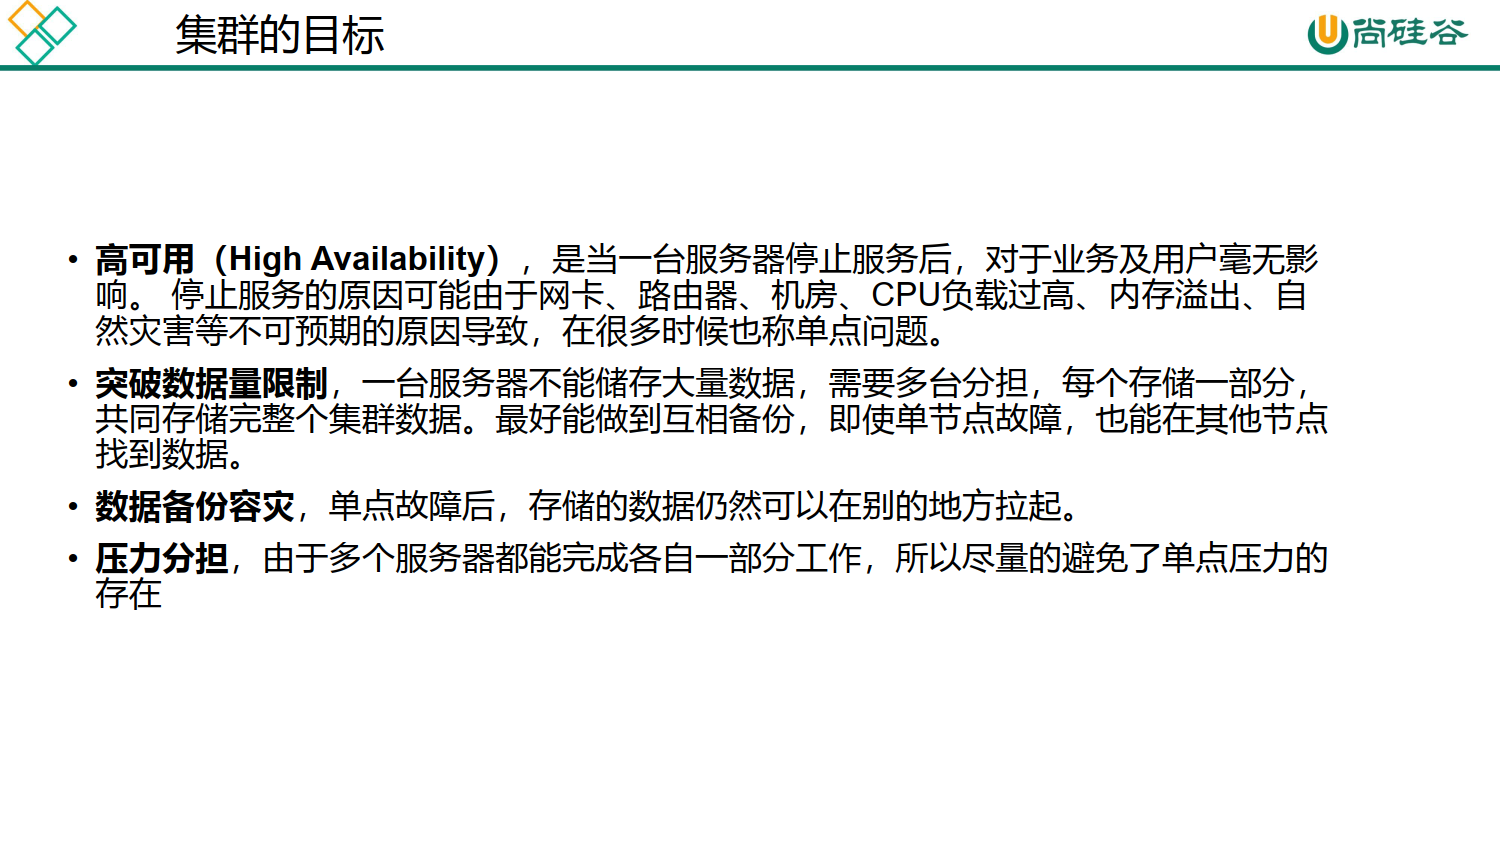 集群的目标
尚硅谷
• 高可用（High Availability），是当一台服务器停止服务后，对于业务及用户毫无影
响。 停止服务的原因可能由于网卡、路由器、机房、CPU负载过高、内存溢出、自
然灾害等不可预期的原因导致，在很多时候也称单点问题。
• 突破数据量限制，一台服务器不能储存大量数据，需要多台分担，每个存储一部分，
共同存储完整个集群数据。最好能做到互相备份，即使单节点故障，也能在其他节点
找到数据。
• 数据备份容灾，单点故障后，存储的数据仍然可以在别的地方拉起。
• 压力分担，由于多个服务器都能完成各自一部分工作，所以尽量的避免了单点压力的
存在